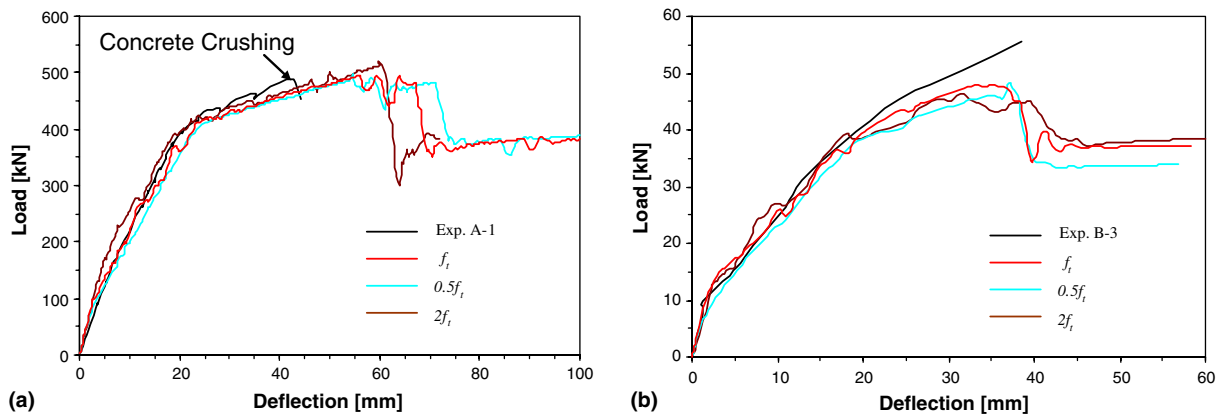 600
500
400
300
200
100
0
Load [kN]
Concrete Crushing
Exp. A-1
f_t
0.5f_t
2f_t
0 20 40 60 80 100
(a) Deflection [mm]
60
50
40
30
20
10
0
Load [kN]
Exp. B-3
f_t
0.5f_t
2f_t
0 10 20 30 40 50 60
(b) Deflection [mm]